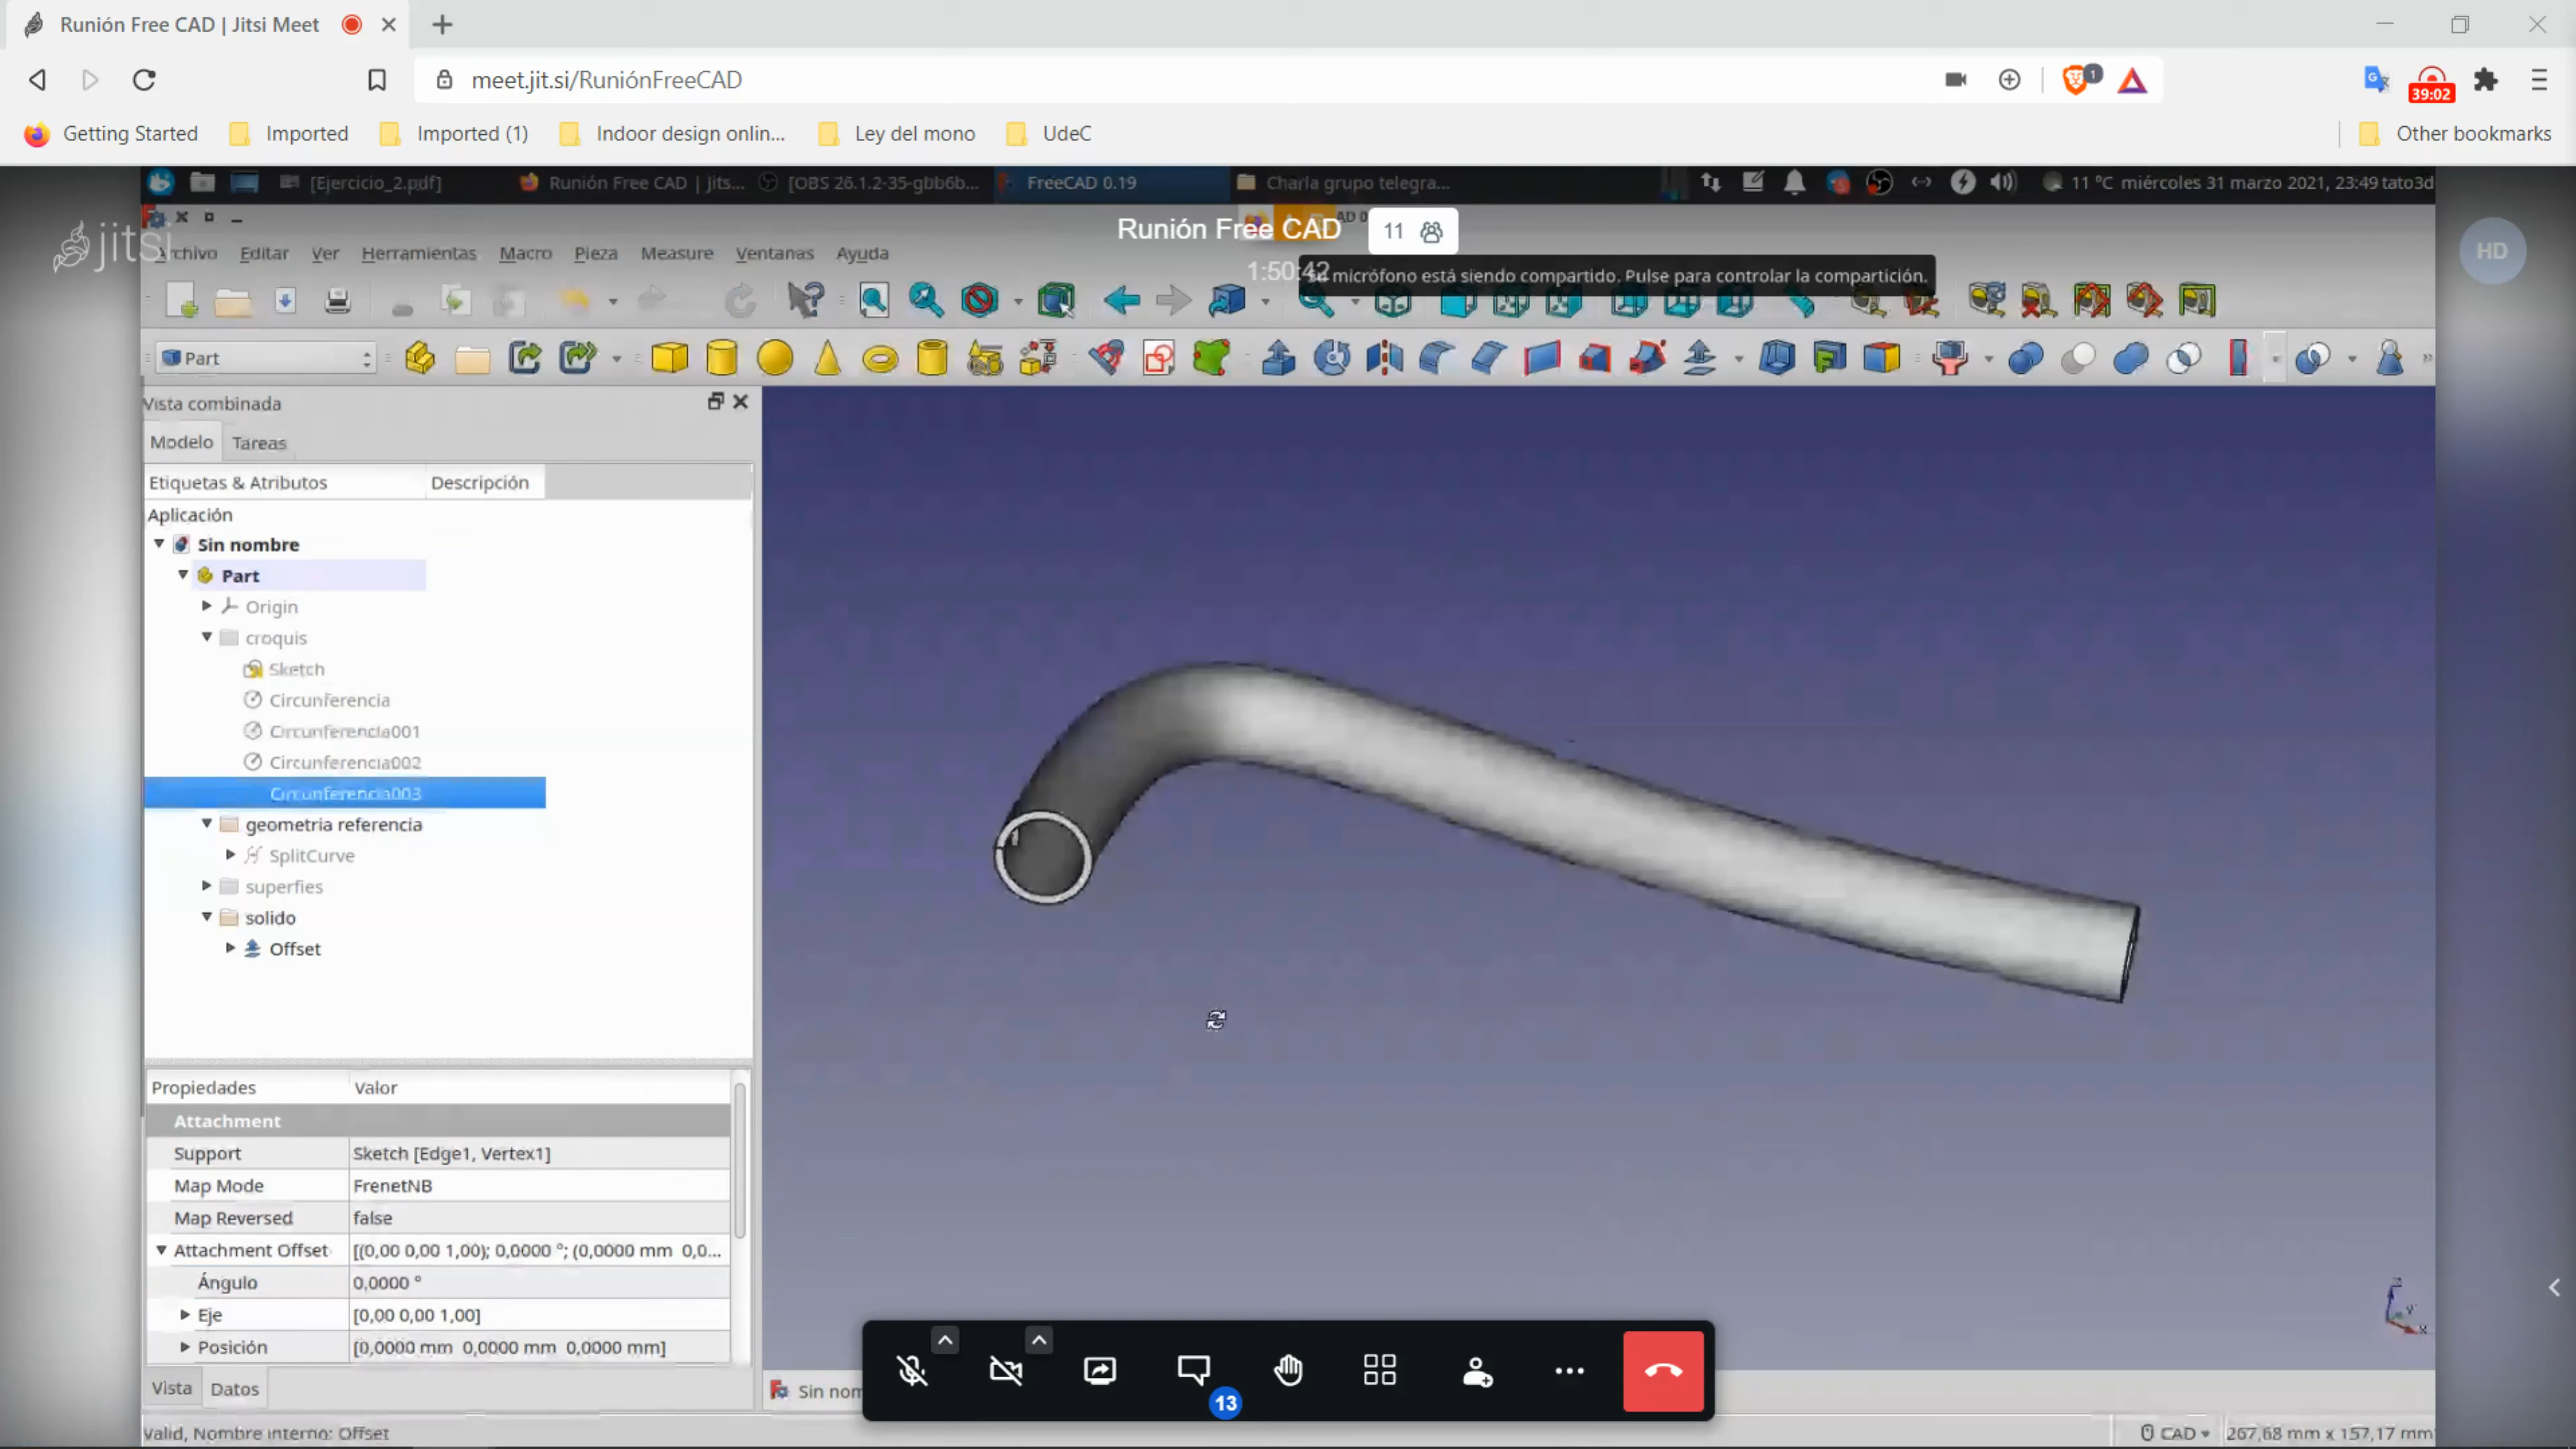 Runión Free CAD | Jitsi Meet
meet.jit.si/RuniónFreeCAD
1
39:02
Getting Started
Imported
Imported (1)
Indoor design onlin...
Ley del mono
UdeC
Other bookmarks
[Ejercicio_2.pdf]
Runión Free CAD | Jits...
[OBS 26.1.2-35-gbb6b...
FreeCAD 0.19
Charla grupo telegra...
11 °C miércoles 31 marzo 2021, 23:49 tato3d
jitsi
Runión Free CAD
11
HD
Archivo
Editar
Ver
Herramientas
Macro
Pieza
Measure
Ventanas
Ayuda
1:50:42
micrófono está siendo compartido. Pulse para controlar la compartición.
Part
Vista combinada
Modelo
Tareas
Etiquetas & Atributos
Descripción
Aplicación
Sin nombre
Part
Origin
croquis
Sketch
Circunferencia
Circunferencia001
Circunferencia002
Circunferencia003
geometria referencia
SplitCurve
superfies
solido
Offset
Propiedades
Valor
Attachment
Support
Sketch [Edge1, Vertex1]
Map Mode
FrenetNB
Map Reversed
false
Attachment Offset
[(0,00 0,00 1,00); 0,0000 °; (0,0000 mm 0,0...
Ángulo
0,0000 °
Eje
[0,00 0,00 1,00]
Posición
[0,0000 mm 0,0000 mm 0,0000 mm]
Vista
Datos
Sin nom
13
Valid, Nombre interno: Offset
CAD
267,68 mm x 157,17 mm